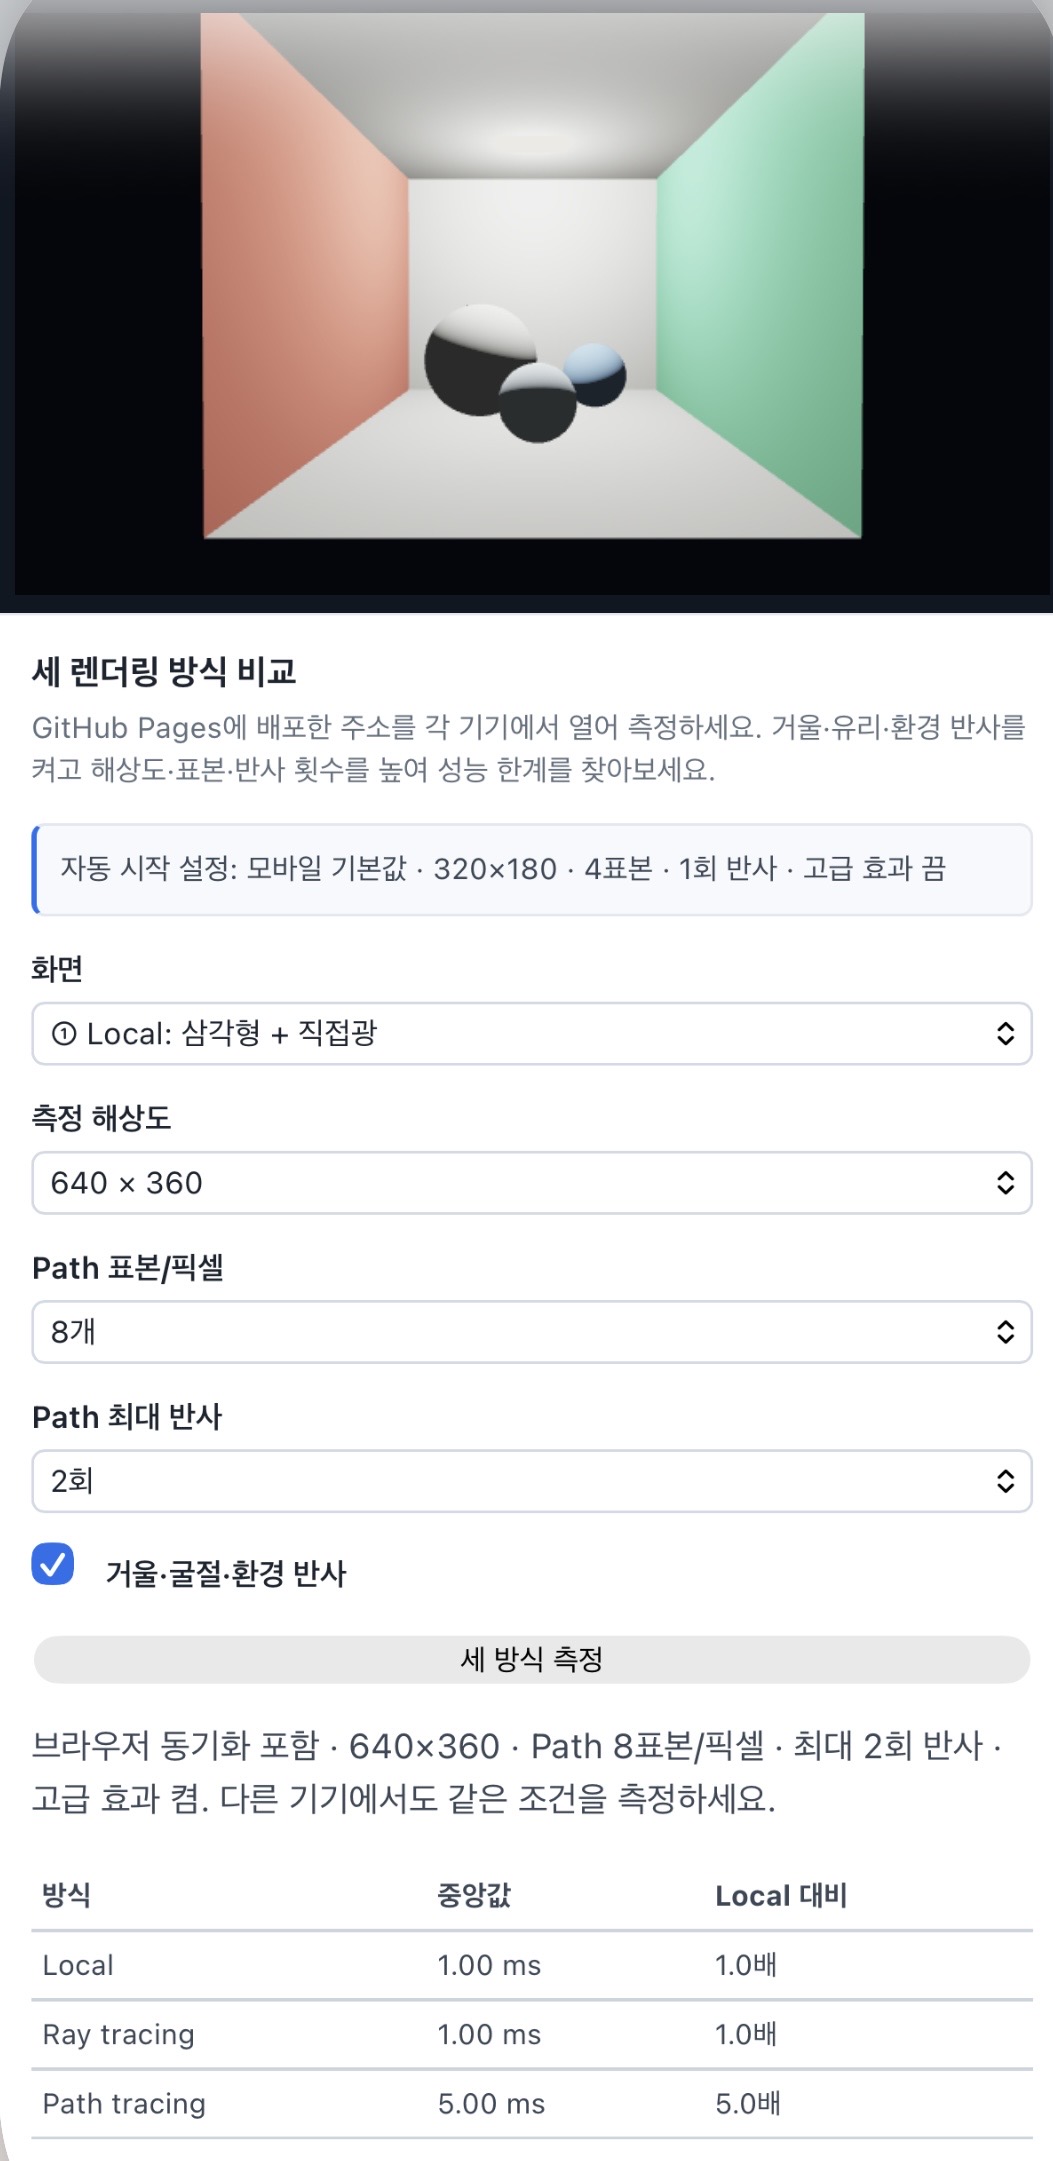 세 렌더링 방식 비교
GitHub Pages에 배포한 주소를 각 기기에서 열어 측정하세요. 거울·유리·환경 반사를
켜고 해상도·표본·반사 횟수를 높여 성능 한계를 찾아보세요.
자동 시작 설정: 모바일 기본값 · 320×180 · 4표본 · 1회 반사 · 고급 효과 끔
화면
① Local: 삼각형 + 직접광
측정 해상도
640 × 360
Path 표본/픽셀
8개
Path 최대 반사
2회
거울·굴절·환경 반사
세 방식 측정
브라우저 동기화 포함 · 640×360 · Path 8표본/픽셀 · 최대 2회 반사 ·
고급 효과 켬. 다른 기기에서도 같은 조건을 측정하세요.
방식 중앙값 Local 대비
Local 1.00 ms 1.0배
Ray tracing 1.00 ms 1.0배
Path tracing 5.00 ms 5.0배